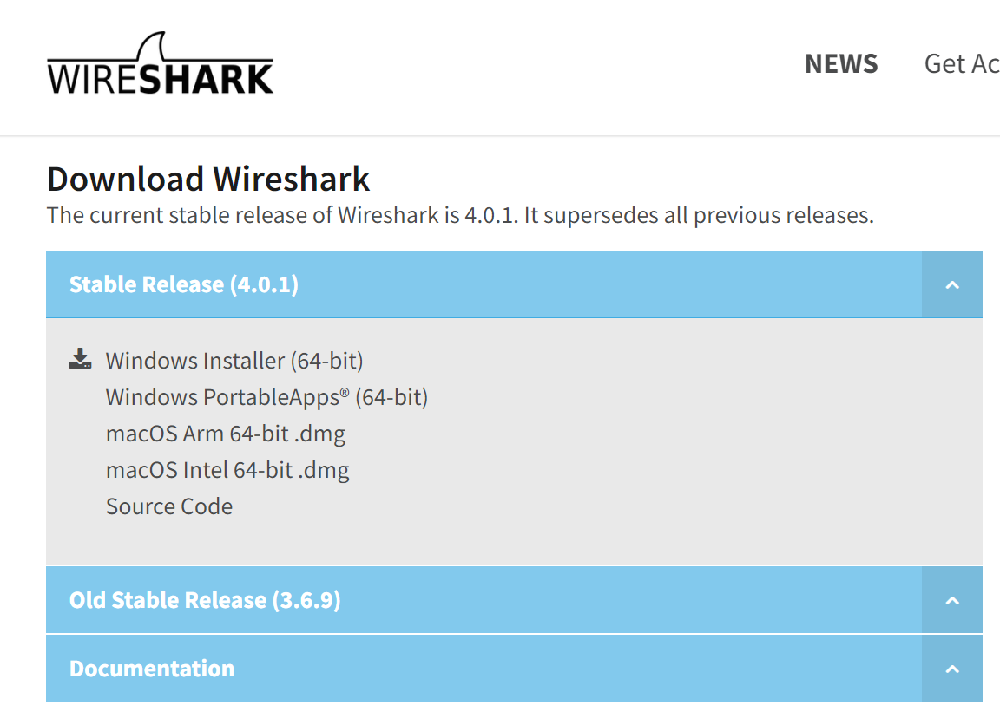 WIRESHARK
NEWS
Get Ac
Download Wireshark
The current stable release of Wireshark is 4.0.1. It supersedes all previous releases.
Stable Release (4.0.1)
Windows Installer (64-bit)
Windows PortableApps® (64-bit)
macOS Arm 64-bit .dmg
macOS Intel 64-bit .dmg
Source Code
Old Stable Release (3.6.9)
Documentation